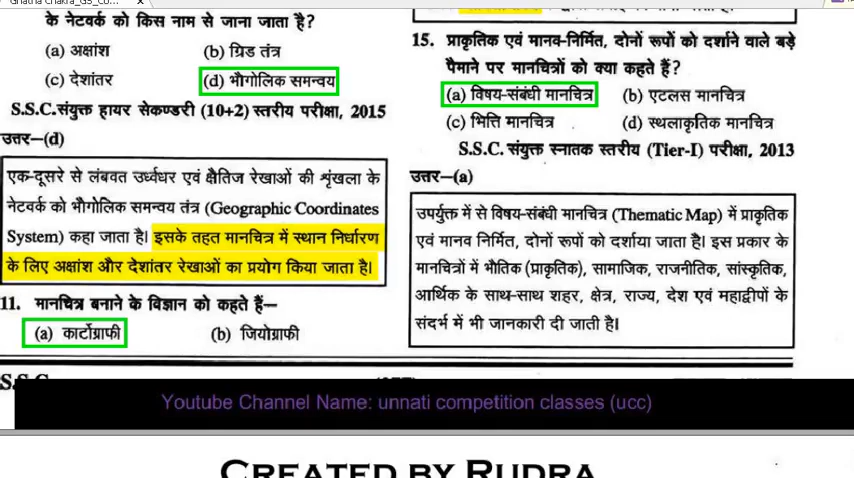 Ghatna Chakra_GS_Co... X
के नेटवर्क को किस नाम से जाना जाता है?
(a) अक्षांश (b) ग्रिड तंत्र
(c) देशांतर (d) भौगोलिक समन्वय
S.S.C.संयुक्त हायर सेकण्डरी (10+2) स्तरीय परीक्षा, 2015
उत्तर–(d)
एक-दूसरे से लंबवत उर्ध्वधर एवं क्षैतिज रेखाओं की शृंखला के
नेटवर्क को भौगोलिक समन्वय तंत्र (Geographic Coordinates
System) कहा जाता है। इसके तहत मानचित्र में स्थान निर्धारण
के लिए अक्षांश और देशांतर रेखाओं का प्रयोग किया जाता है।
11. मानचित्र बनाने के विज्ञान को कहते हैं—
(a) कार्टोग्राफी (b) जियोग्राफी
15. प्राकृतिक एवं मानव-निर्मित, दोनों रूपों को दर्शाने वाले बड़े
पैमाने पर मानचित्रों को क्या कहते हैं?
(a) विषय-संबंधी मानचित्र (b) एटलस मानचित्र
(c) भित्ति मानचित्र (d) स्थलाकृतिक मानचित्र
S.S.C. संयुक्त स्नातक स्तरीय (Tier-I) परीक्षा, 2013
उत्तर–(a)
उपर्युक्त में से विषय-संबंधी मानचित्र (Thematic Map) में प्राकृतिक
एवं मानव निर्मित, दोनों रूपों को दर्शाया जाता है। इस प्रकार के
मानचित्रों में भौतिक (प्राकृतिक), सामाजिक, राजनीतिक, सांस्कृतिक,
आर्थिक के साथ-साथ शहर, क्षेत्र, राज्य, देश एवं महाद्वीपों के
संदर्भ में भी जानकारी दी जाती है।
S.S.C.
Youtube Channel Name: unnati competition classes (ucc)
CREATED BY RUDRA